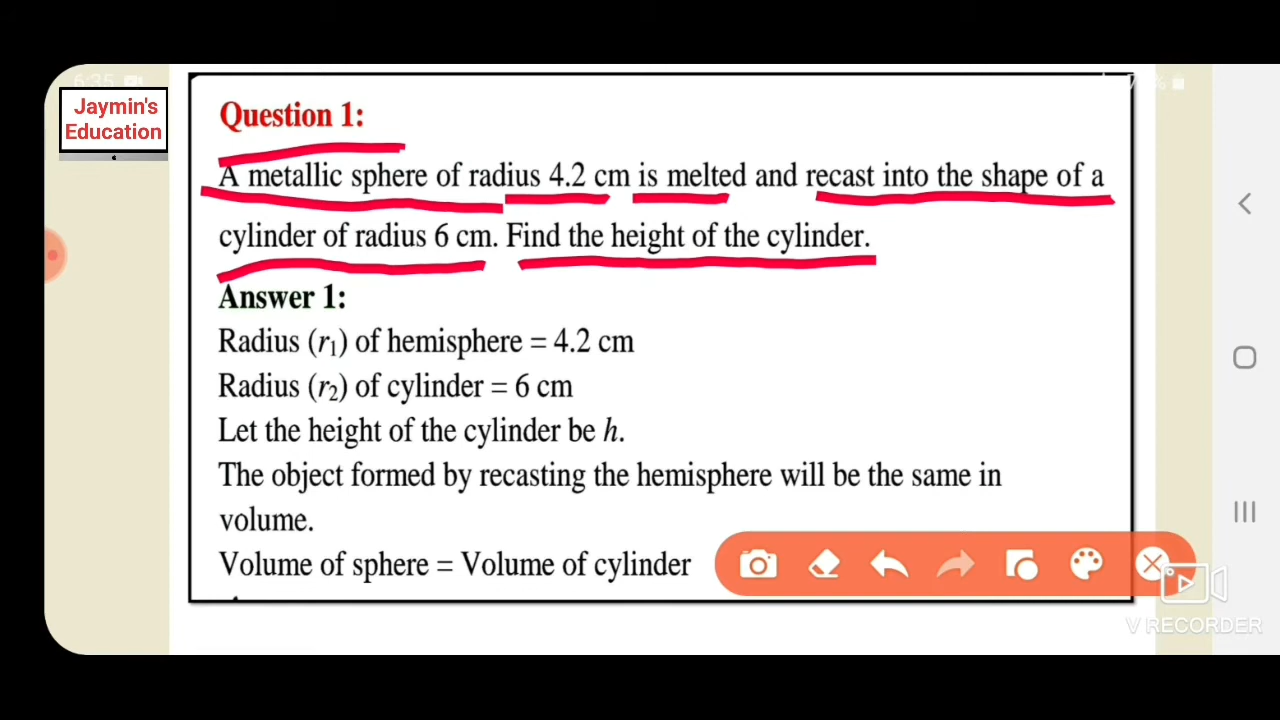 6:35
Jaymin's
Education
Question 1:
A metallic sphere of radius 4.2 cm is melted and recast into the shape of a
cylinder of radius 6 cm. Find the height of the cylinder.
Answer 1:
Radius (r₁) of hemisphere = 4.2 cm
Radius (r₂) of cylinder = 6 cm
Let the height of the cylinder be h.
The object formed by recasting the hemisphere will be the same in
volume.
Volume of sphere = Volume of cylinder
V RECORDER